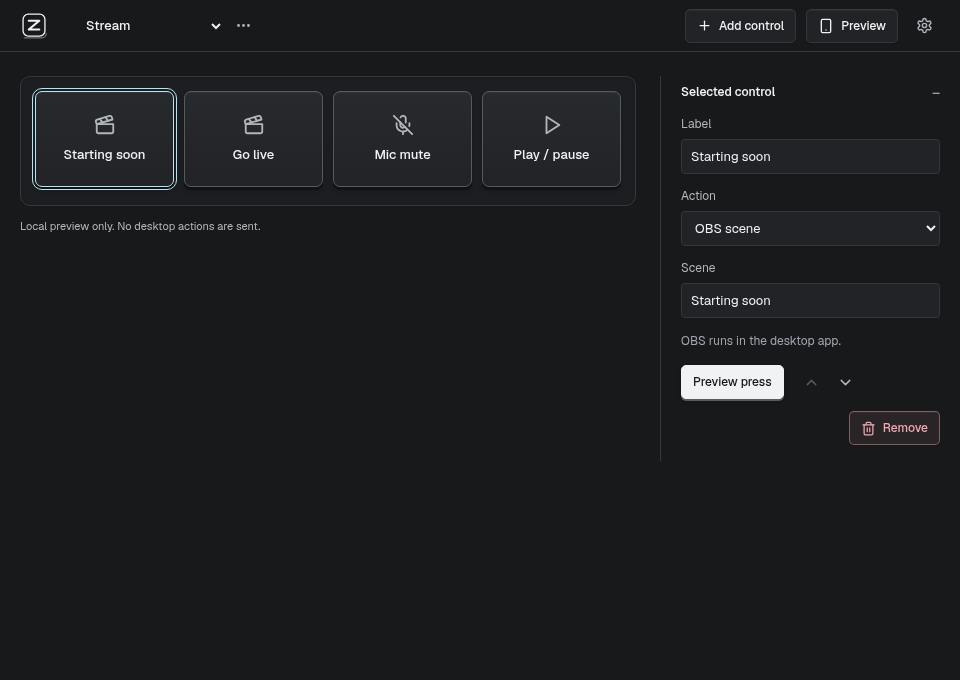 Stream
Add control
Preview
Starting soon
Go live
Mic mute
Play / pause
Local preview only. No desktop actions are sent.
Selected control
Label
Starting soon
Action
OBS scene
Scene
Starting soon
OBS runs in the desktop app.
Preview press
Remove